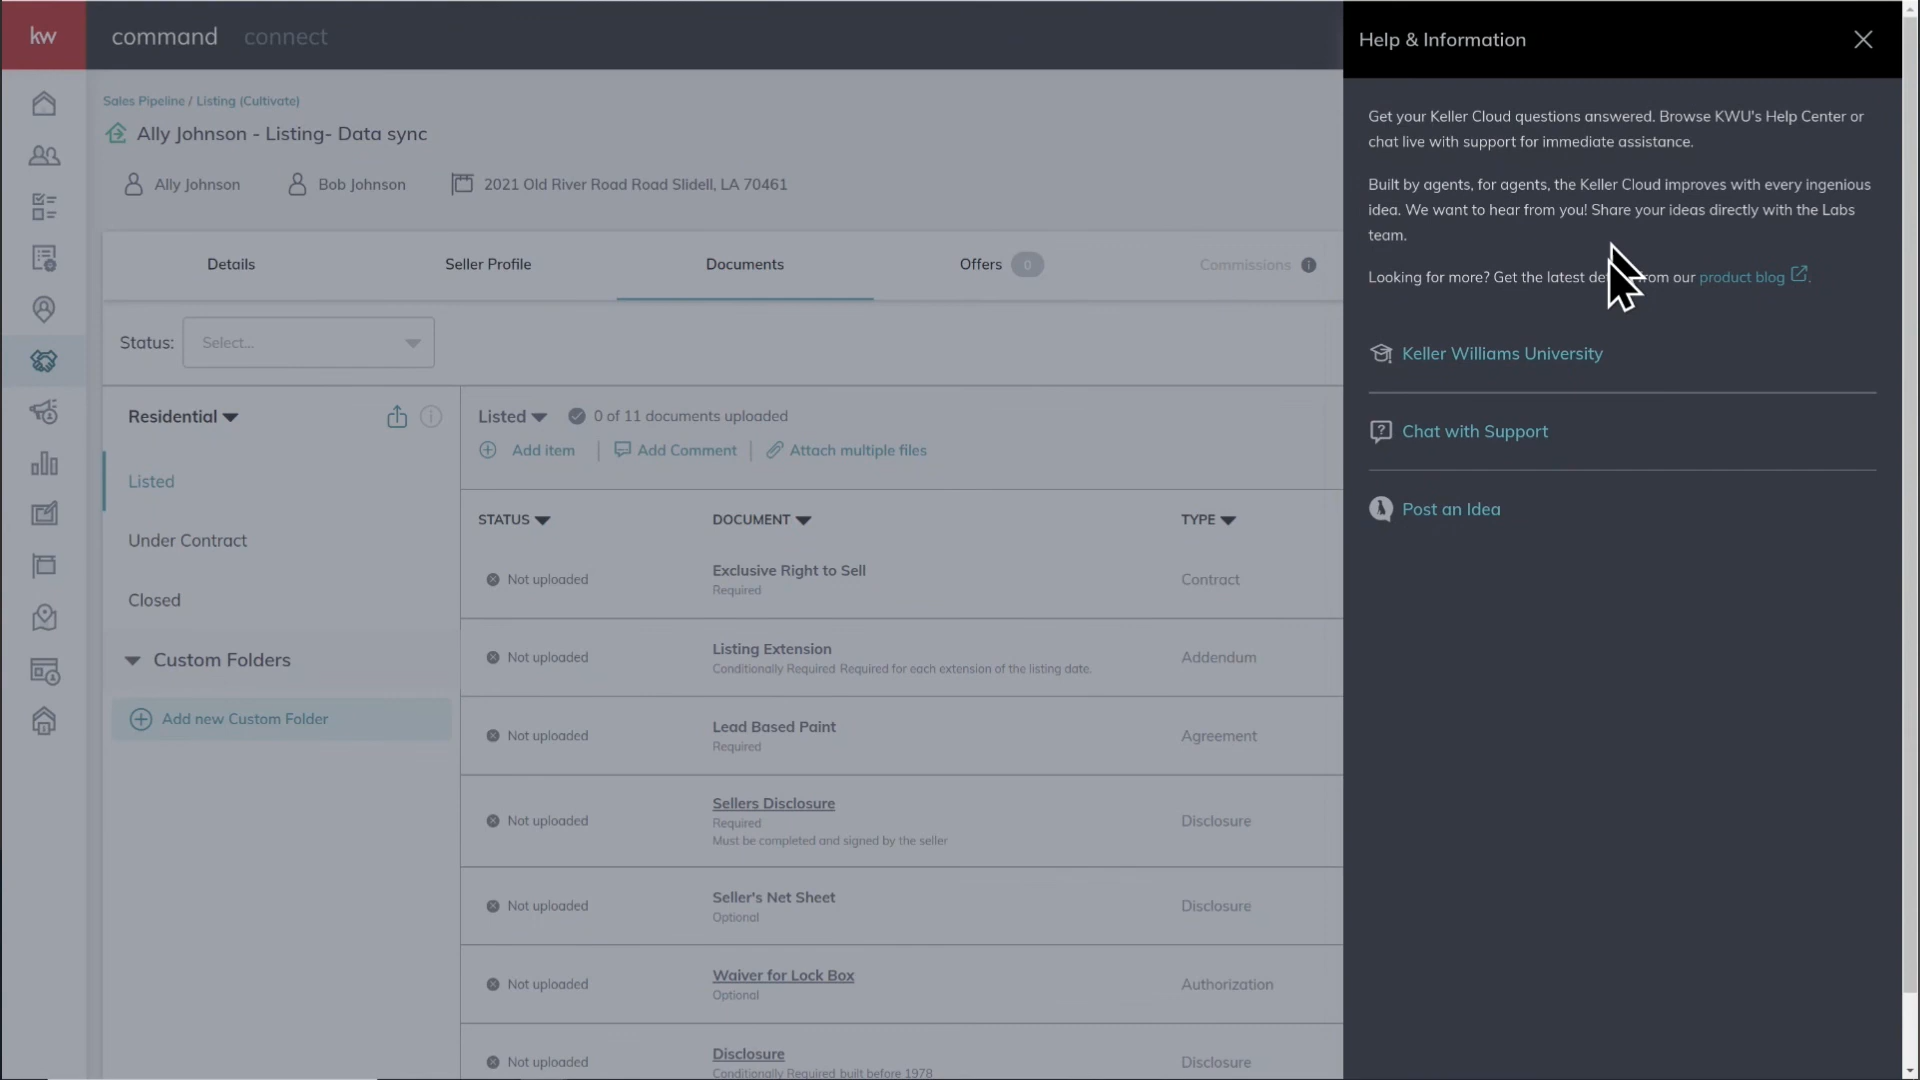 kw
command connect
Sales Pipeline / Listing (Cultivate)
Ally Johnson - Listing- Data sync
Ally Johnson Bob Johnson 2021 Old River Road Road Slidell, LA 70461
Details Seller Profile Documents Offers 0 Commissions
Status: Select...
Residential
Listed
Under Contract
Closed
Custom Folders
Add new Custom Folder
Listed 0 of 11 documents uploaded
Add item Add Comment Attach multiple files
STATUS DOCUMENT TYPE
Not uploaded Exclusive Right to Sell Contract
Required
Not uploaded Listing Extension Addendum
Conditionally Required Required for each extension of the listing date.
Not uploaded Lead Based Paint Agreement
Required
Not uploaded Sellers Disclosure Disclosure
Required
Must be completed and signed by the seller
Not uploaded Seller's Net Sheet Disclosure
Optional
Not uploaded Waiver for Lock Box Authorization
Optional
Not uploaded Disclosure Disclosure
Conditionally Required built before 1978
Help & Information
Get your Keller Cloud questions answered. Browse KWU's Help Center or
chat live with support for immediate assistance.
Built by agents, for agents, the Keller Cloud improves with every ingenious
idea. We want to hear from you! Share your ideas directly with the Labs
team.
Looking for more? Get the latest our product blog.
Keller Williams University
Chat with Support
Post an Idea